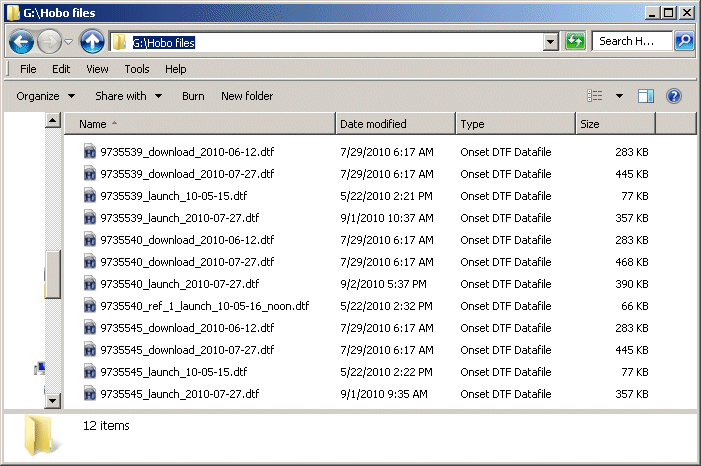 G:\Hobo files
G:\Hobo files Search H...
File Edit View Tools Help
Organize Share with Burn New folder
Name Date modified Type Size
9735539_download_2010-06-12.dtf 7/29/2010 6:17 AM Onset DTF Datafile 283 KB
9735539_download_2010-07-27.dtf 7/29/2010 6:17 AM Onset DTF Datafile 445 KB
9735539_launch_10-05-15.dtf 5/22/2010 2:21 PM Onset DTF Datafile 77 KB
9735539_launch_2010-07-27.dtf 9/1/2010 10:37 AM Onset DTF Datafile 357 KB
9735540_download_2010-06-12.dtf 7/29/2010 6:17 AM Onset DTF Datafile 283 KB
9735540_download_2010-07-27.dtf 7/29/2010 6:17 AM Onset DTF Datafile 468 KB
9735540_launch_2010-07-27.dtf 9/2/2010 5:37 PM Onset DTF Datafile 390 KB
9735540_ref_1_launch_10-05-16_noon.dtf 5/22/2010 2:32 PM Onset DTF Datafile 66 KB
9735545_download_2010-06-12.dtf 7/29/2010 6:17 AM Onset DTF Datafile 283 KB
9735545_download_2010-07-27.dtf 7/29/2010 6:17 AM Onset DTF Datafile 445 KB
9735545_launch_10-05-15.dtf 5/22/2010 2:22 PM Onset DTF Datafile 77 KB
9735545_launch_2010-07-27.dtf 9/1/2010 9:35 AM Onset DTF Datafile 357 KB
12 items